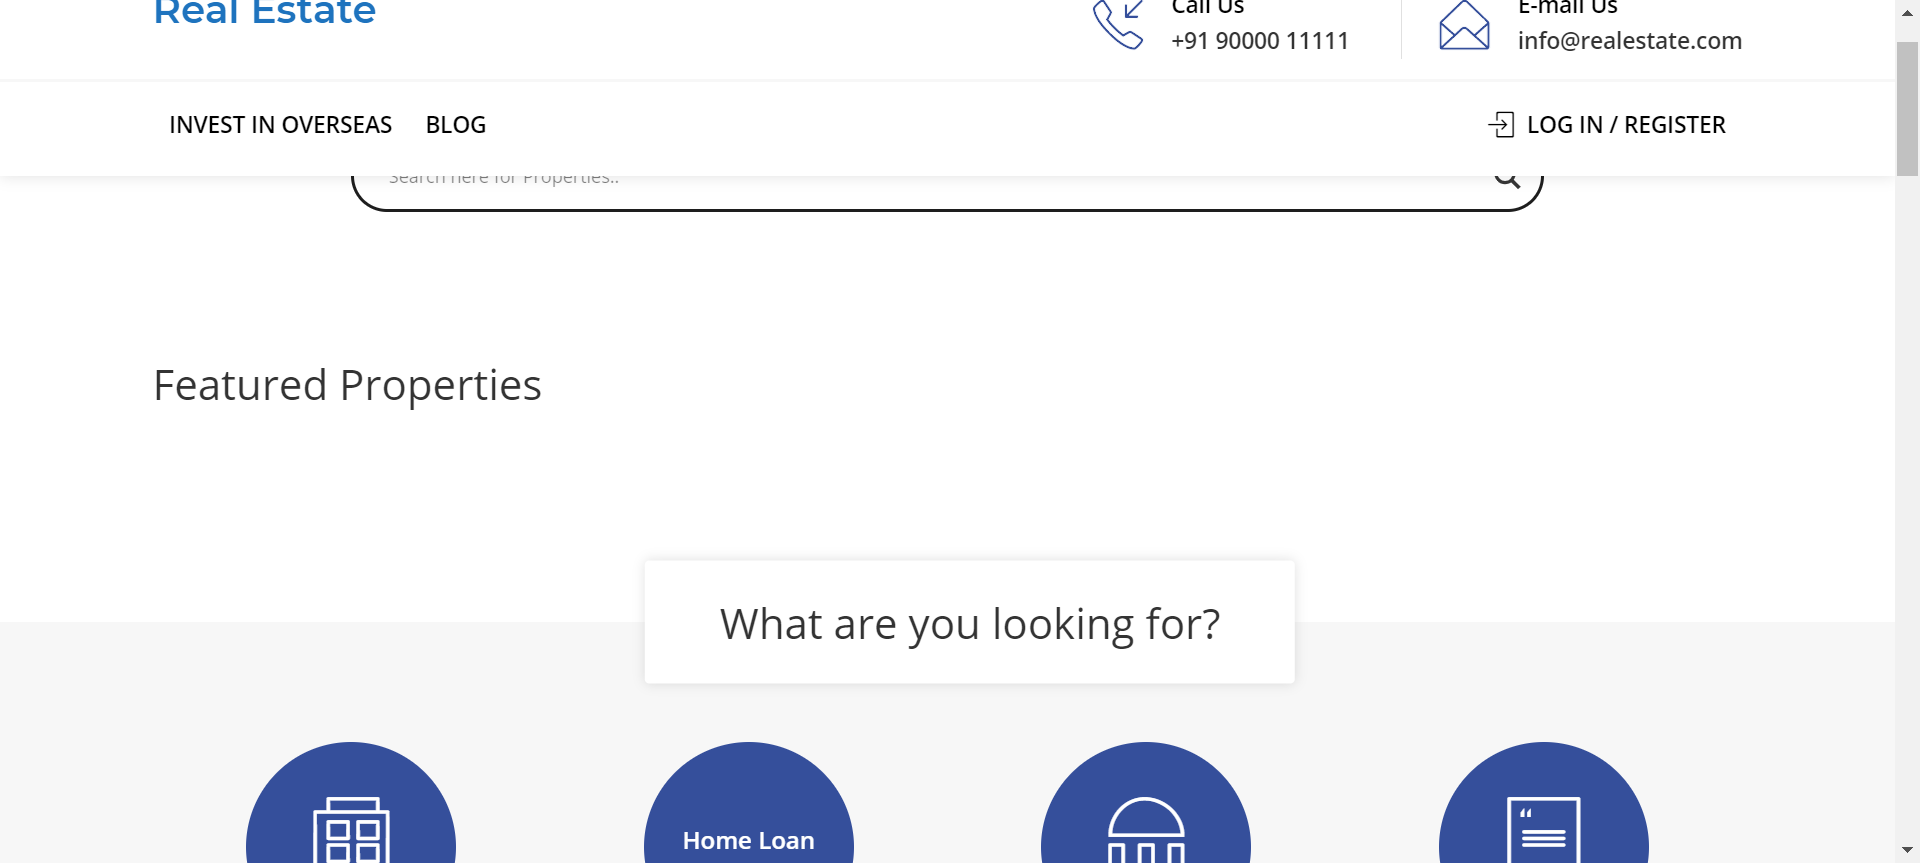 Real Estate
Call Us
+91 90000 11111
E-mail Us
info@realestate.com
INVEST IN OVERSEAS
BLOG
LOG IN / REGISTER
Search here for Properties..
Featured Properties
What are you looking for?
Home Loan